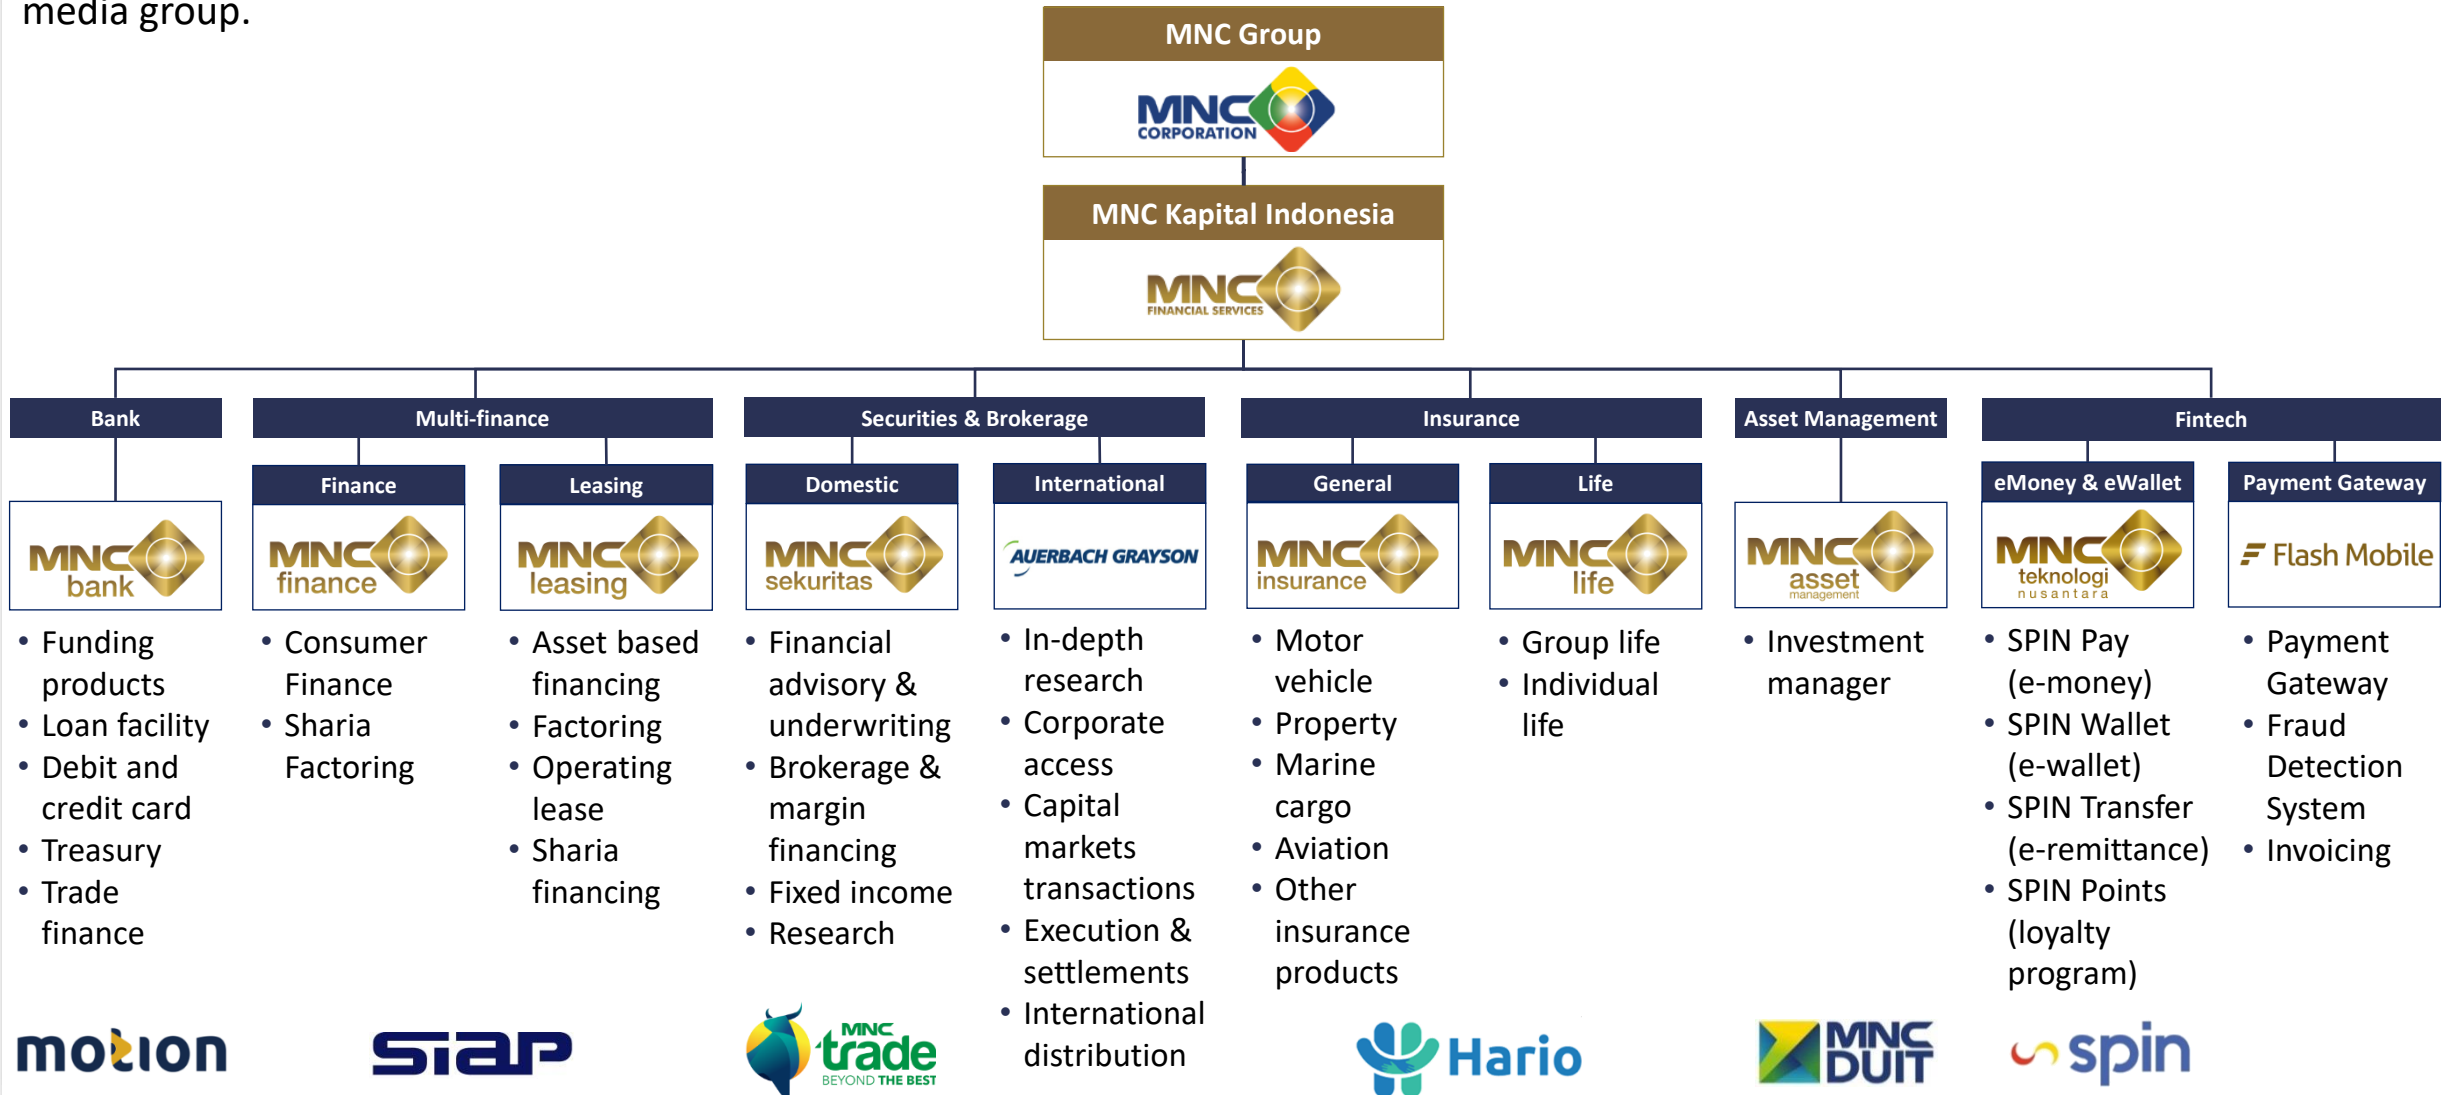 media group.
MNC Group
MNC
CORPORATION
MNC Kapital Indonesia
MNC
FINANCIAL SERVICES
Bank
MNC
bank
• Funding
products
• Loan facility
• Debit and
credit card
• Treasury
• Trade
finance
motion
Multi-finance
Finance
MNC
finance
• Consumer
Finance
• Sharia
Factoring
Leasing
MNC
leasing
• Asset based
financing
• Factoring
• Operating
lease
• Sharia
financing
SIAP
Securities & Brokerage
Domestic
MNC
sekuritas
• Financial
advisory &
underwriting
• Brokerage &
margin
financing
• Fixed income
• Research
MNC
trade
BEYOND THE BEST
International
AUERBACH GRAYSON
• In-depth
research
• Corporate
access
• Capital
markets
transactions
• Execution &
settlements
• International
distribution
Insurance
General
MNC
insurance
• Motor
vehicle
• Property
• Marine
cargo
• Aviation
• Other
insurance
products
Life
MNC
life
• Group life
• Individual
life
Hario
Asset Management
MNC
asset
management
• Investment
manager
MNC
DUIT
Fintech
eMoney & eWallet
MNC
teknologi
nusantara
• SPIN Pay
(e-money)
• SPIN Wallet
(e-wallet)
• SPIN Transfer
(e-remittance)
• SPIN Points
(loyalty
program)
spin
Payment Gateway
Flash Mobile
• Payment
Gateway
• Fraud
Detection
System
• Invoicing